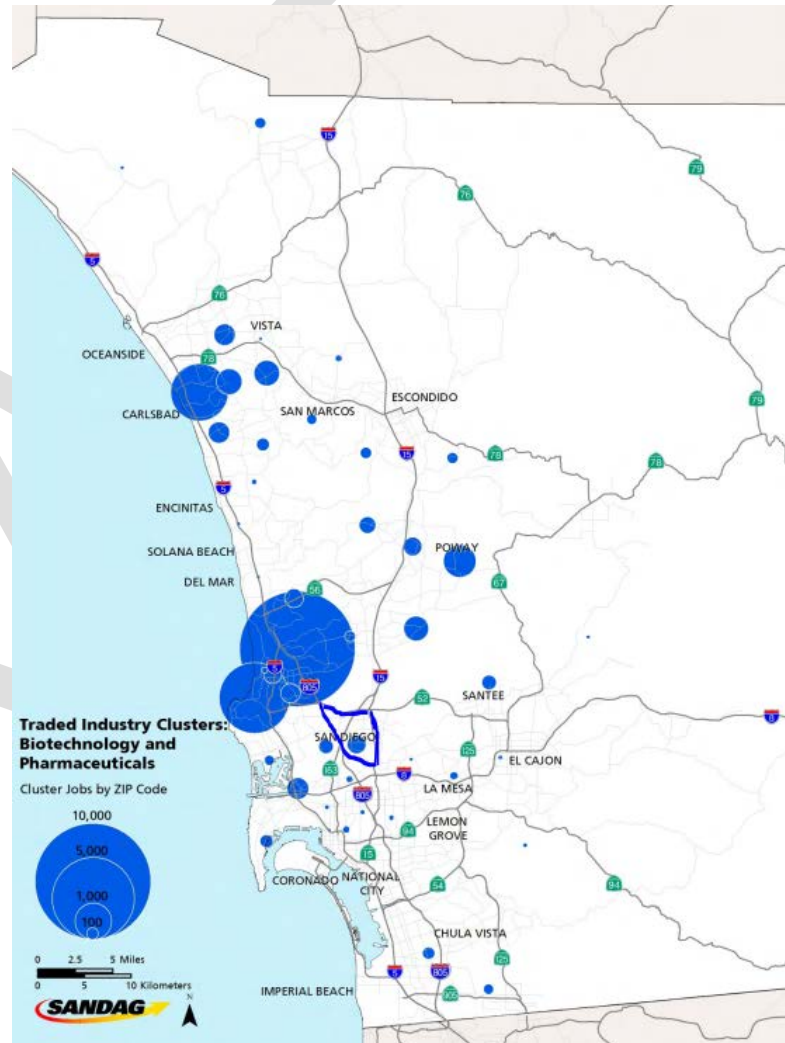 15
79
76
79
5
76
VISTA
OCEANSIDE
78
ESCONDIDO
79
CARLSBAD
SAN MARCOS
15
78
78
5
ENCINITAS
SOLANA BEACH
POWAY
DEL MAR
56
67
5
15
805
52
SANTEE
8
Traded Industry Clusters:
Biotechnology and
Pharmaceuticals
SAN DIEGO
125
EL CAJON
163
8
Cluster Jobs by ZIP Code
LA MESA
805
10,000
LEMON
GROVE
94
5,000
15
CORONADO
NATIONAL
CITY
54
94
1,000
100
CHULA VISTA
0 2.5 5 Miles
125
5
805
0 5 10 Kilometers
IMPERIAL BEACH
905
SANDAG
N